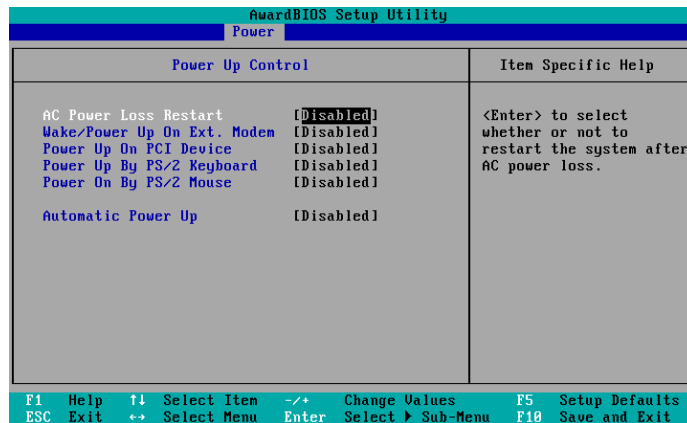 AwardBIOS Setup Utility
Power
Power Up Control
Item Specific Help
AC Power Loss Restart [Disabled]
Wake/Power Up On Ext. Modem [Disabled]
Power Up On PCI Device [Disabled]
Power Up By PS/2 Keyboard [Disabled]
Power On By PS/2 Mouse [Disabled]
Automatic Power Up [Disabled]
<Enter> to select
whether or not to
restart the system after
AC power loss.
F1 Help ↑↓ Select Item -/+ Change Values F5 Setup Defaults
ESC Exit ↔ Select Menu Enter Select ▶ Sub-Menu F10 Save and Exit